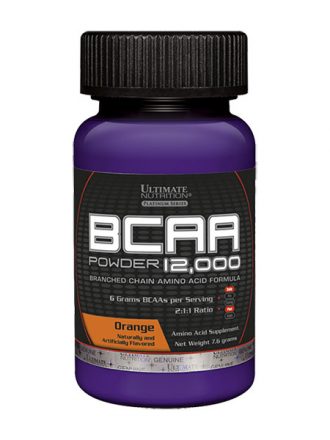 ULTIMATE
NUTRITION®
PLATINUM SERIES
BCAA
POWDER 12,000
BRANCHED CHAIN AMINO ACID FORMULA
6 Grams BCAAs per Serving
2:1:1 Ratio
Orange
Naturally and
Artificially Flavored
Amino Acid Supplement
Net Weight 7.6 grams
NUTRITION GENUINE